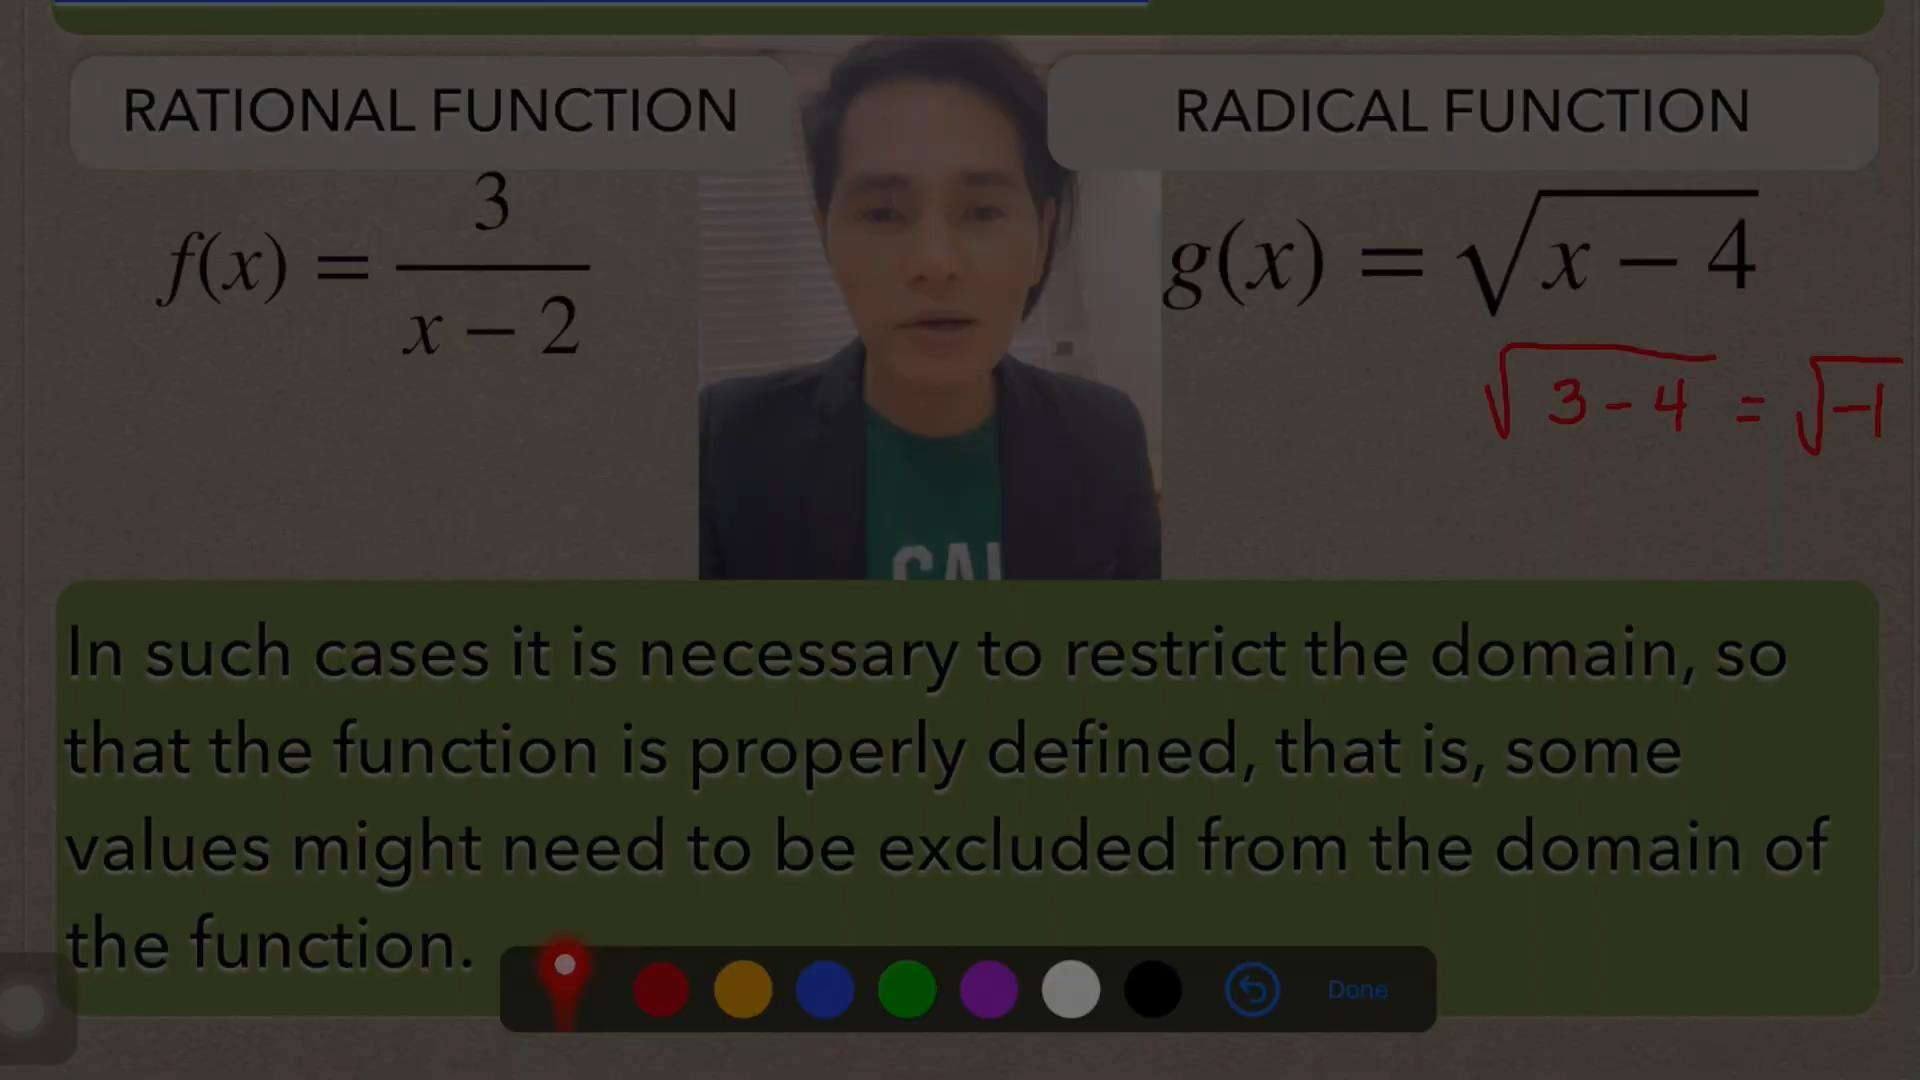 RATIONAL FUNCTION
f(x) = 3 / (x − 2)
RADICAL FUNCTION
g(x) = √(x − 4)
√(3 − 4) = √−1
CAL
In such cases it is necessary to restrict the domain, so
that the function is properly defined, that is, some
values might need to be excluded from the domain of
the function.
Done